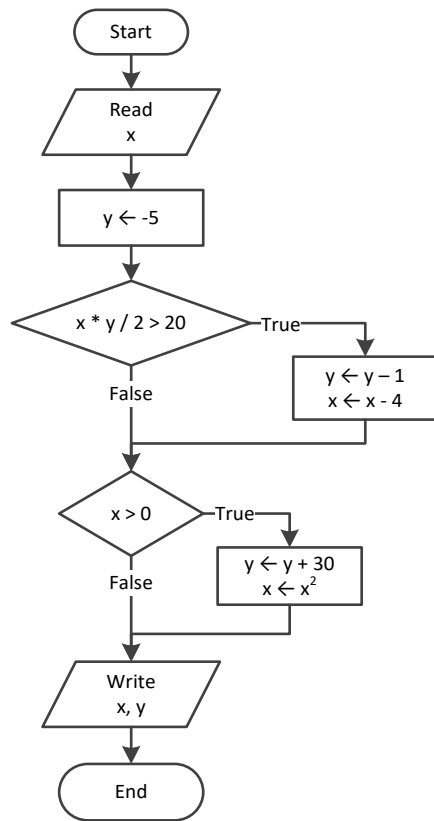 Start
Read
x
y ← -5
x * y / 2 > 20
True
y ← y – 1
x ← x - 4
False
x > 0
True
y ← y + 30
x ← x²
False
Write
x, y
End